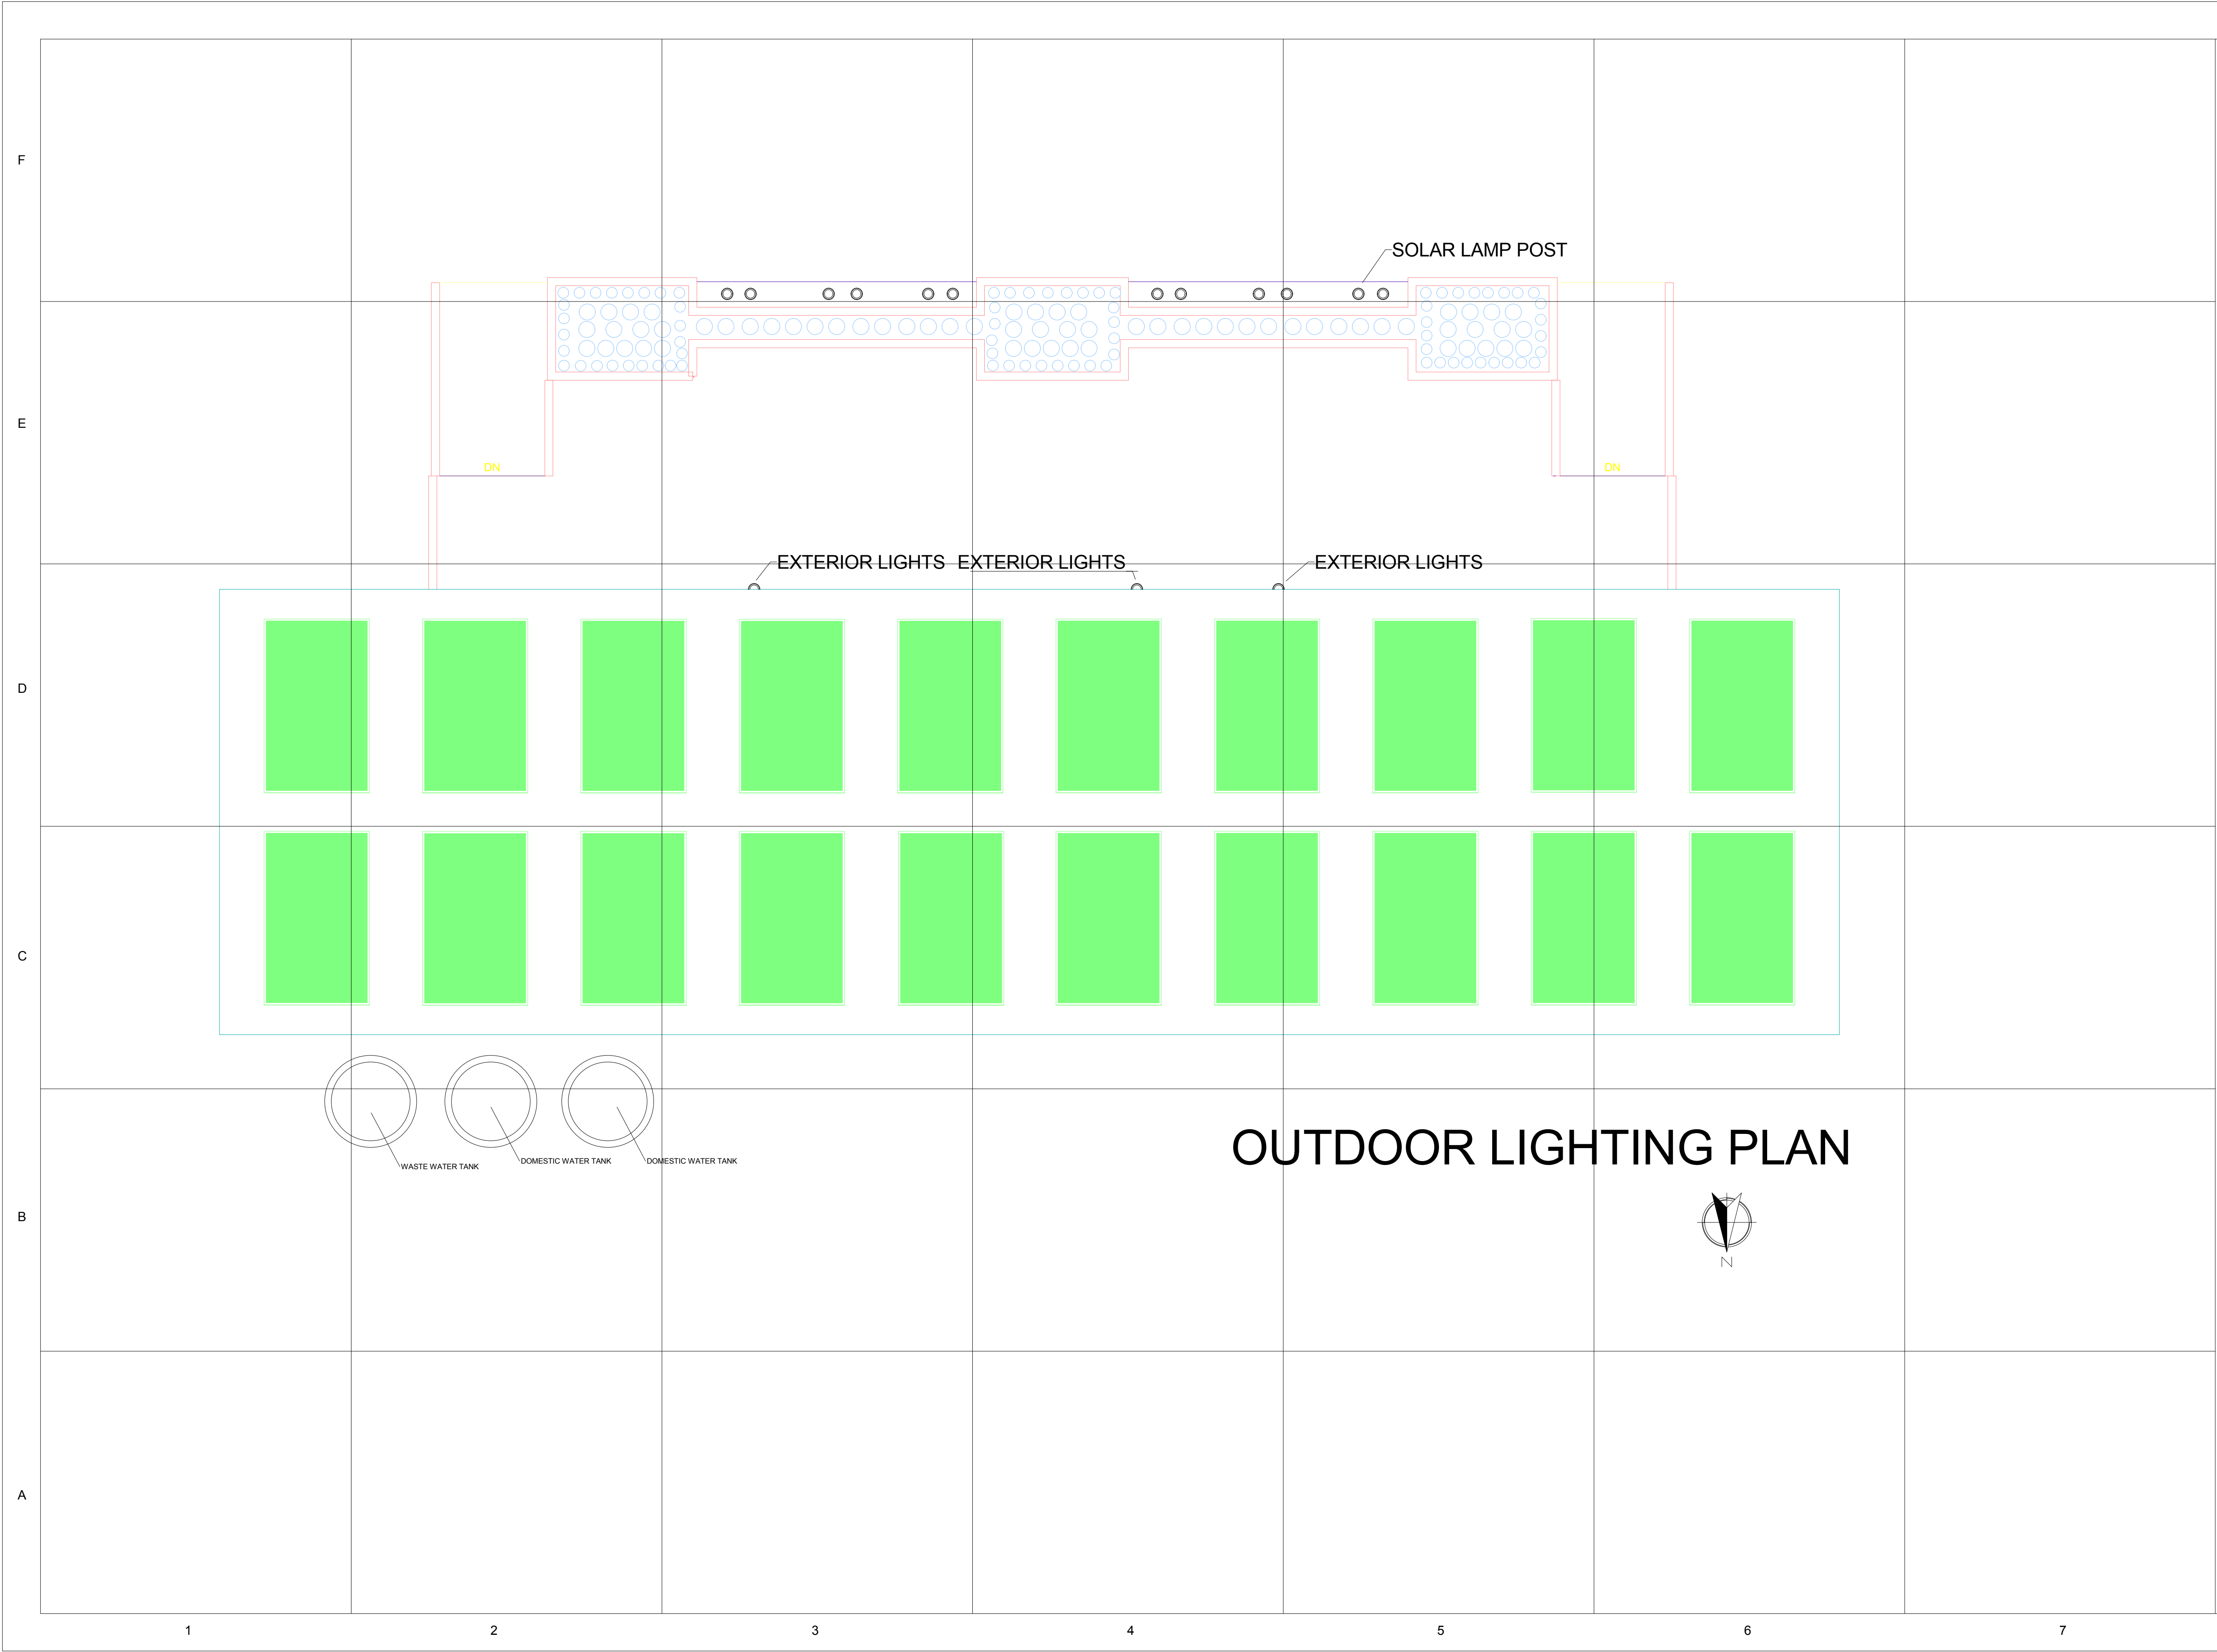 F
SOLAR LAMP POST
E
DN
DN
EXTERIOR LIGHTS
EXTERIOR LIGHTS
EXTERIOR LIGHTS
D
C
WASTE WATER TANK
DOMESTIC WATER TANK
DOMESTIC WATER TANK
OUTDOOR LIGHTING PLAN
B
N
A
1
2
3
4
5
6
7